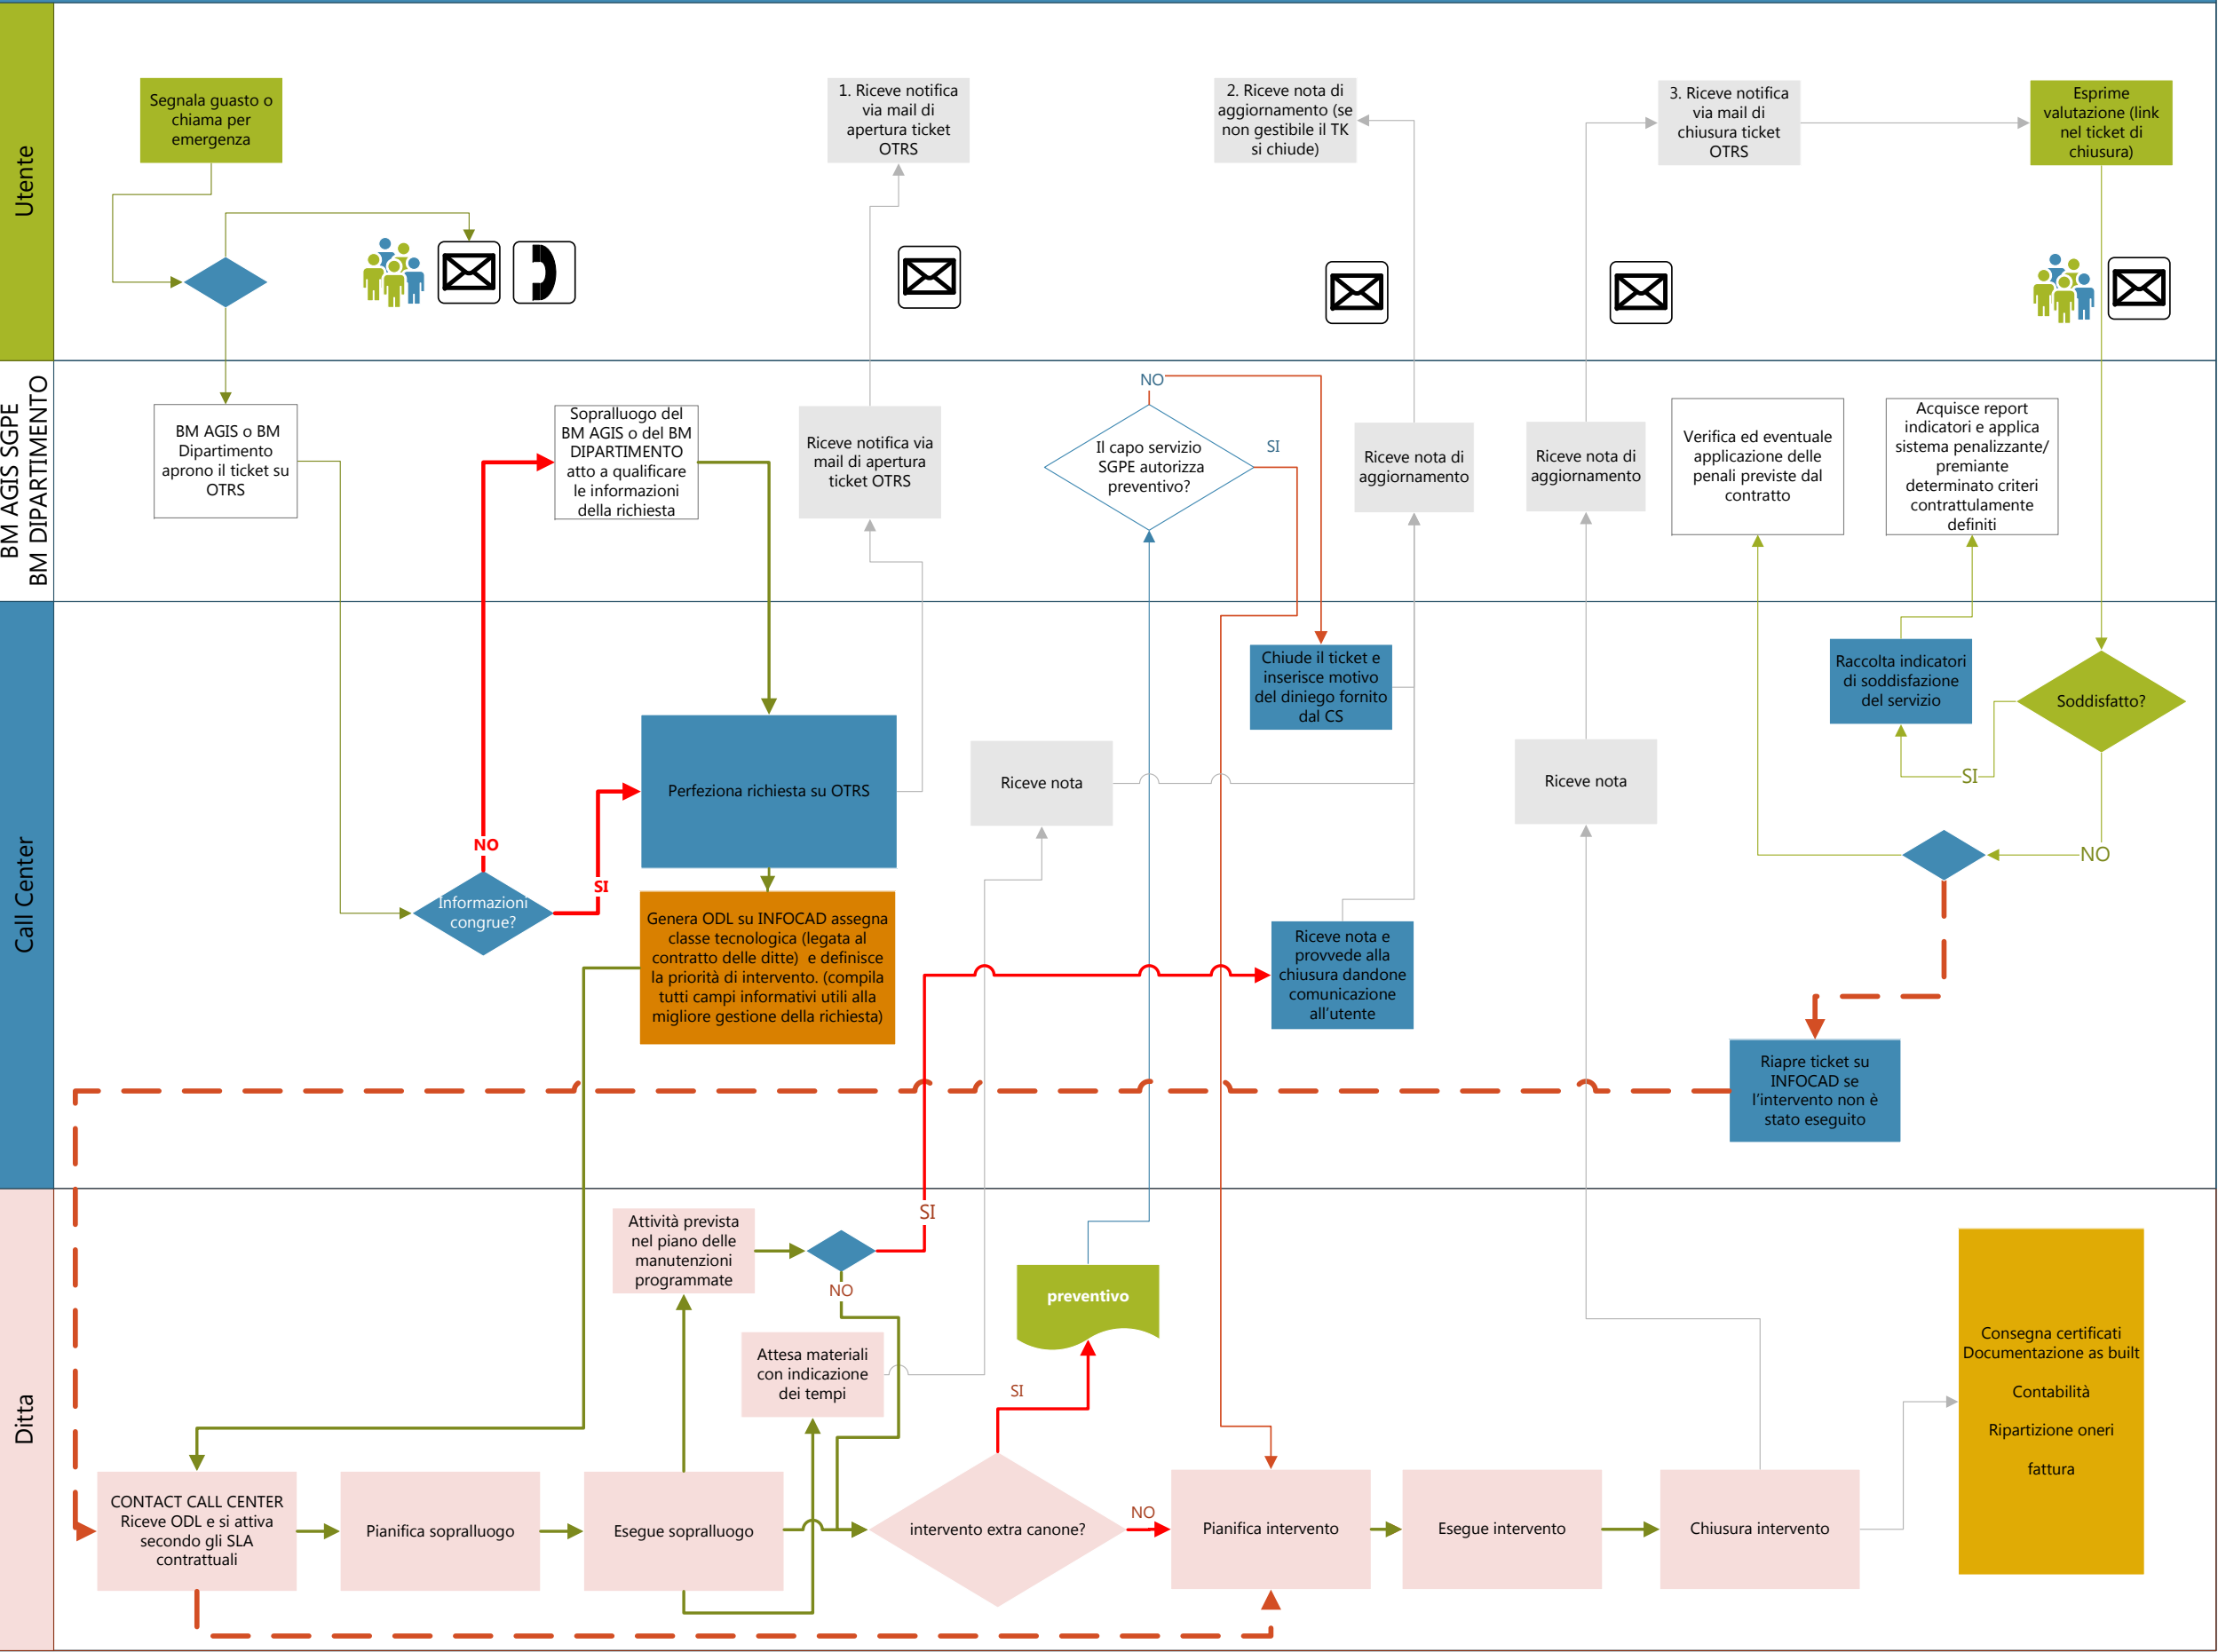 Utente
Segnala guasto o
chiama per
emergenza
1. Riceve notifica
via mail di
apertura ticket
OTRS
2. Riceve nota di
aggiornamento (se
non gestibile il TK
si chiude)
3. Riceve notifica
via mail di
chiusura ticket
OTRS
Esprime
valutazione (link
nel ticket di
chiusura)
BM AGIS SGPE
BM DIPARTIMENTO
BM AGIS o BM
Dipartimento
aprono il ticket su
OTRS
Sopralluogo del
BM AGIS o del BM
DIPARTIMENTO
atto a qualificare
le informazioni
della richiesta
Riceve notifica via
mail di apertura
ticket OTRS
NO
Il capo servizio
SGPE autorizza
preventivo?
SI
Riceve nota di
aggiornamento
Riceve nota di
aggiornamento
Verifica ed eventuale
applicazione delle
penali previste dal
contratto
Acquisce report
indicatori e applica
sistema penalizzante/
premiante
determinato criteri
contrattulamente
definiti
Call Center
Chiude il ticket e
inserisce motivo
del diniego fornito
dal CS
Raccolta indicatori
di soddisfazione
del servizio
Soddisfatto?
SI
NO
Perfeziona richiesta su OTRS
Riceve nota
Riceve nota
NO
SI
Informazioni
congrue?
Genera ODL su INFOCAD assegna
classe tecnologica (legata al
contratto delle ditte) e definisce
la priorità di intervento. (compila
tutti campi informativi utili alla
migliore gestione della richiesta)
Riceve nota e
provvede alla
chiusura dandone
comunicazione
all'utente
Riapre ticket su
INFOCAD se
l'intervento non è
stato eseguito
Ditta
Attività prevista
nel piano delle
manutenzioni
programmate
SI
NO
preventivo
Attesa materiali
con indicazione
dei tempi
SI
Consegna certificati
Documentazione as built
Contabilità
Ripartizione oneri
fattura
CONTACT CALL CENTER
Riceve ODL e si attiva
secondo gli SLA
contrattuali
Pianifica sopralluogo
Esegue sopralluogo
intervento extra canone?
NO
Pianifica intervento
Esegue intervento
Chiusura intervento